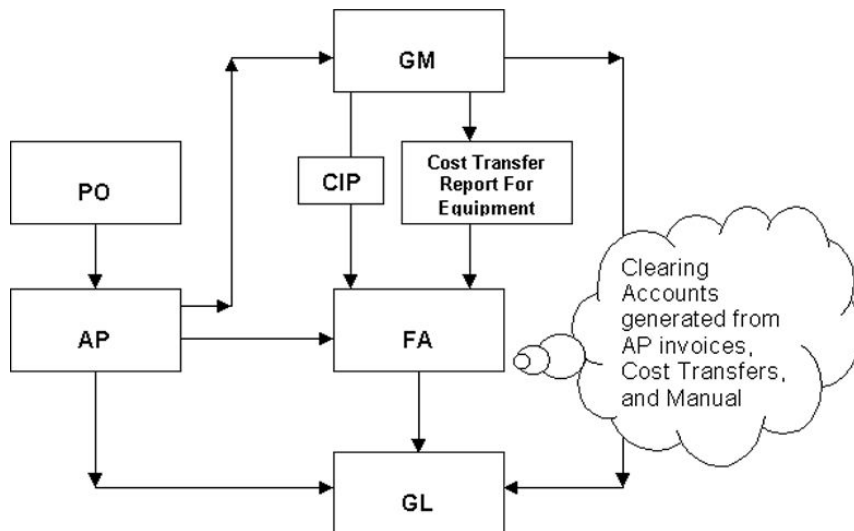 GM
CIP
Cost Transfer
Report For
Equipment
PO
AP
FA
GL
Clearing
Accounts
generated from
AP invoices,
Cost Transfers,
and Manual